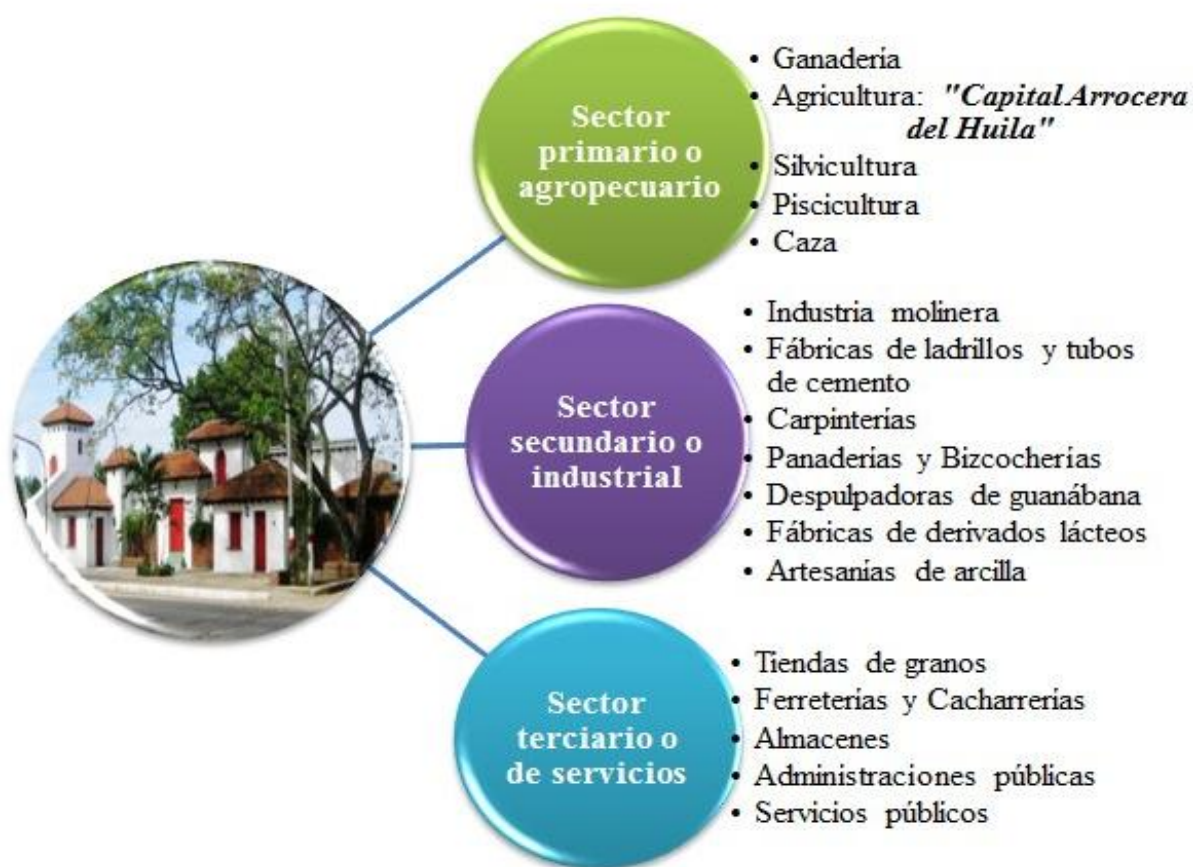 Sector
primario o
agropecuario
• Ganadería
• Agricultura: "Capital Arrocera
del Huila"
• Silvicultura
• Piscicultura
• Caza
Sector
secundario o
industrial
• Industria molinera
• Fábricas de ladrillos y tubos
de cemento
• Carpinterías
• Panaderías y Bizcocherías
• Despulpadoras de guanábana
• Fábricas de derivados lácteos
• Artesanías de arcilla
Sector
terciario o
de servicios
• Tiendas de granos
• Ferreterías y Cacharrerías
• Almacenes
• Administraciones públicas
• Servicios públicos